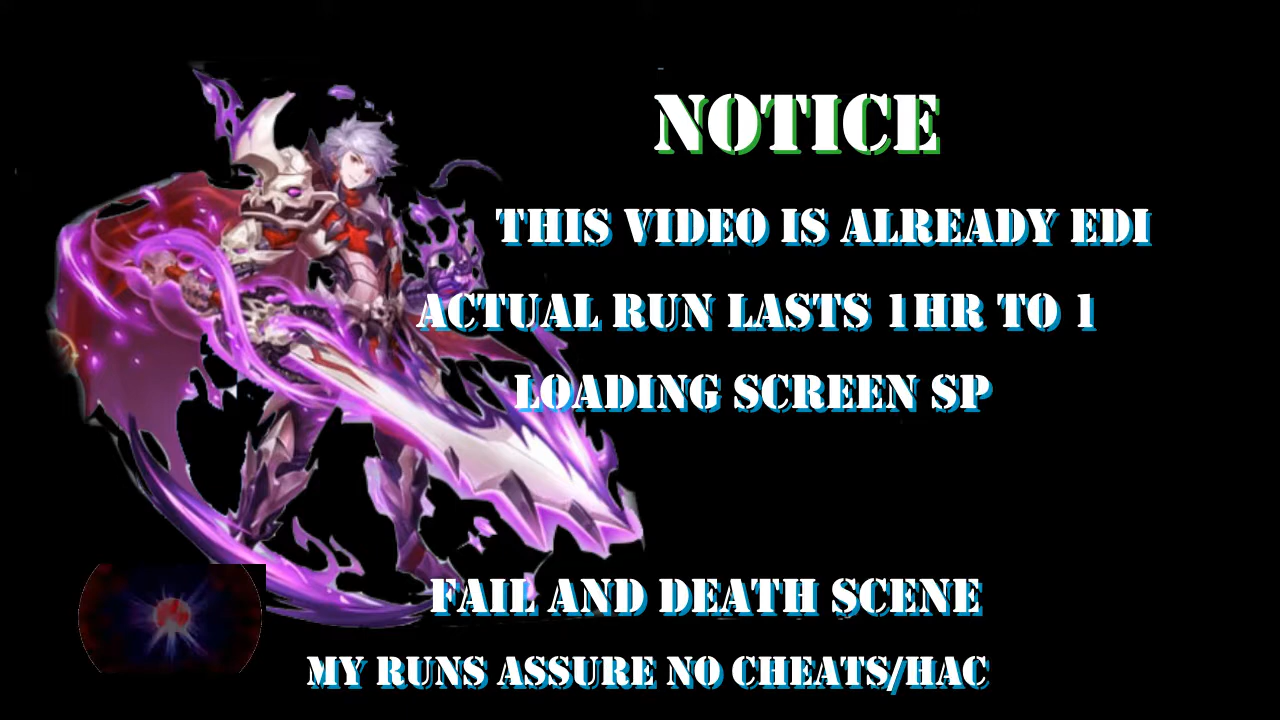 NOTICE
THIS VIDEO IS ALREADY EDI
ACTUAL RUN LASTS 1HR TO 1
LOADING SCREEN SP
FAIL AND DEATH SCENE
MY RUNS ASSURE NO CHEATS/HAC